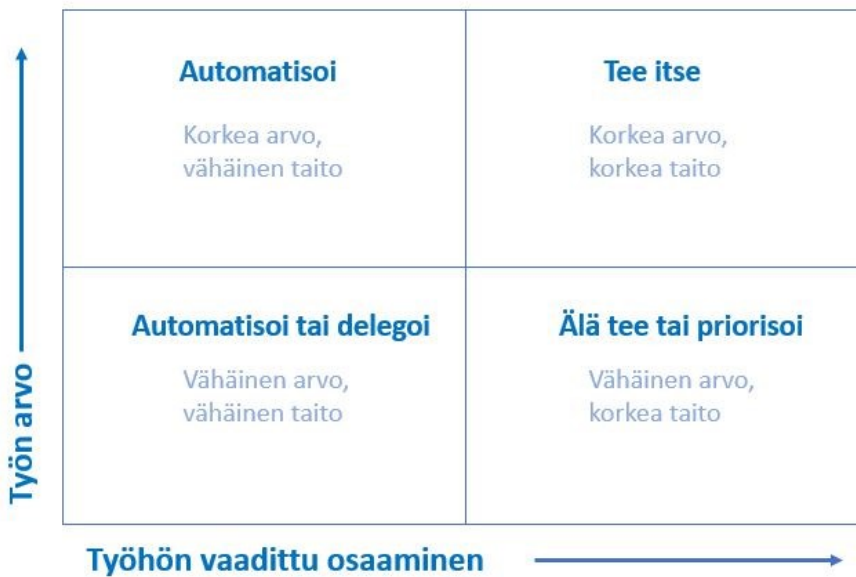 Automatisoi
Korkea arvo,
vähäinen taito
Tee itse
Korkea arvo,
korkea taito
Automatisoi tai delegoi
Vähäinen arvo,
vähäinen taito
Älä tee tai priorisoi
Vähäinen arvo,
korkea taito
Työn arvo
Työhön vaadittu osaaminen